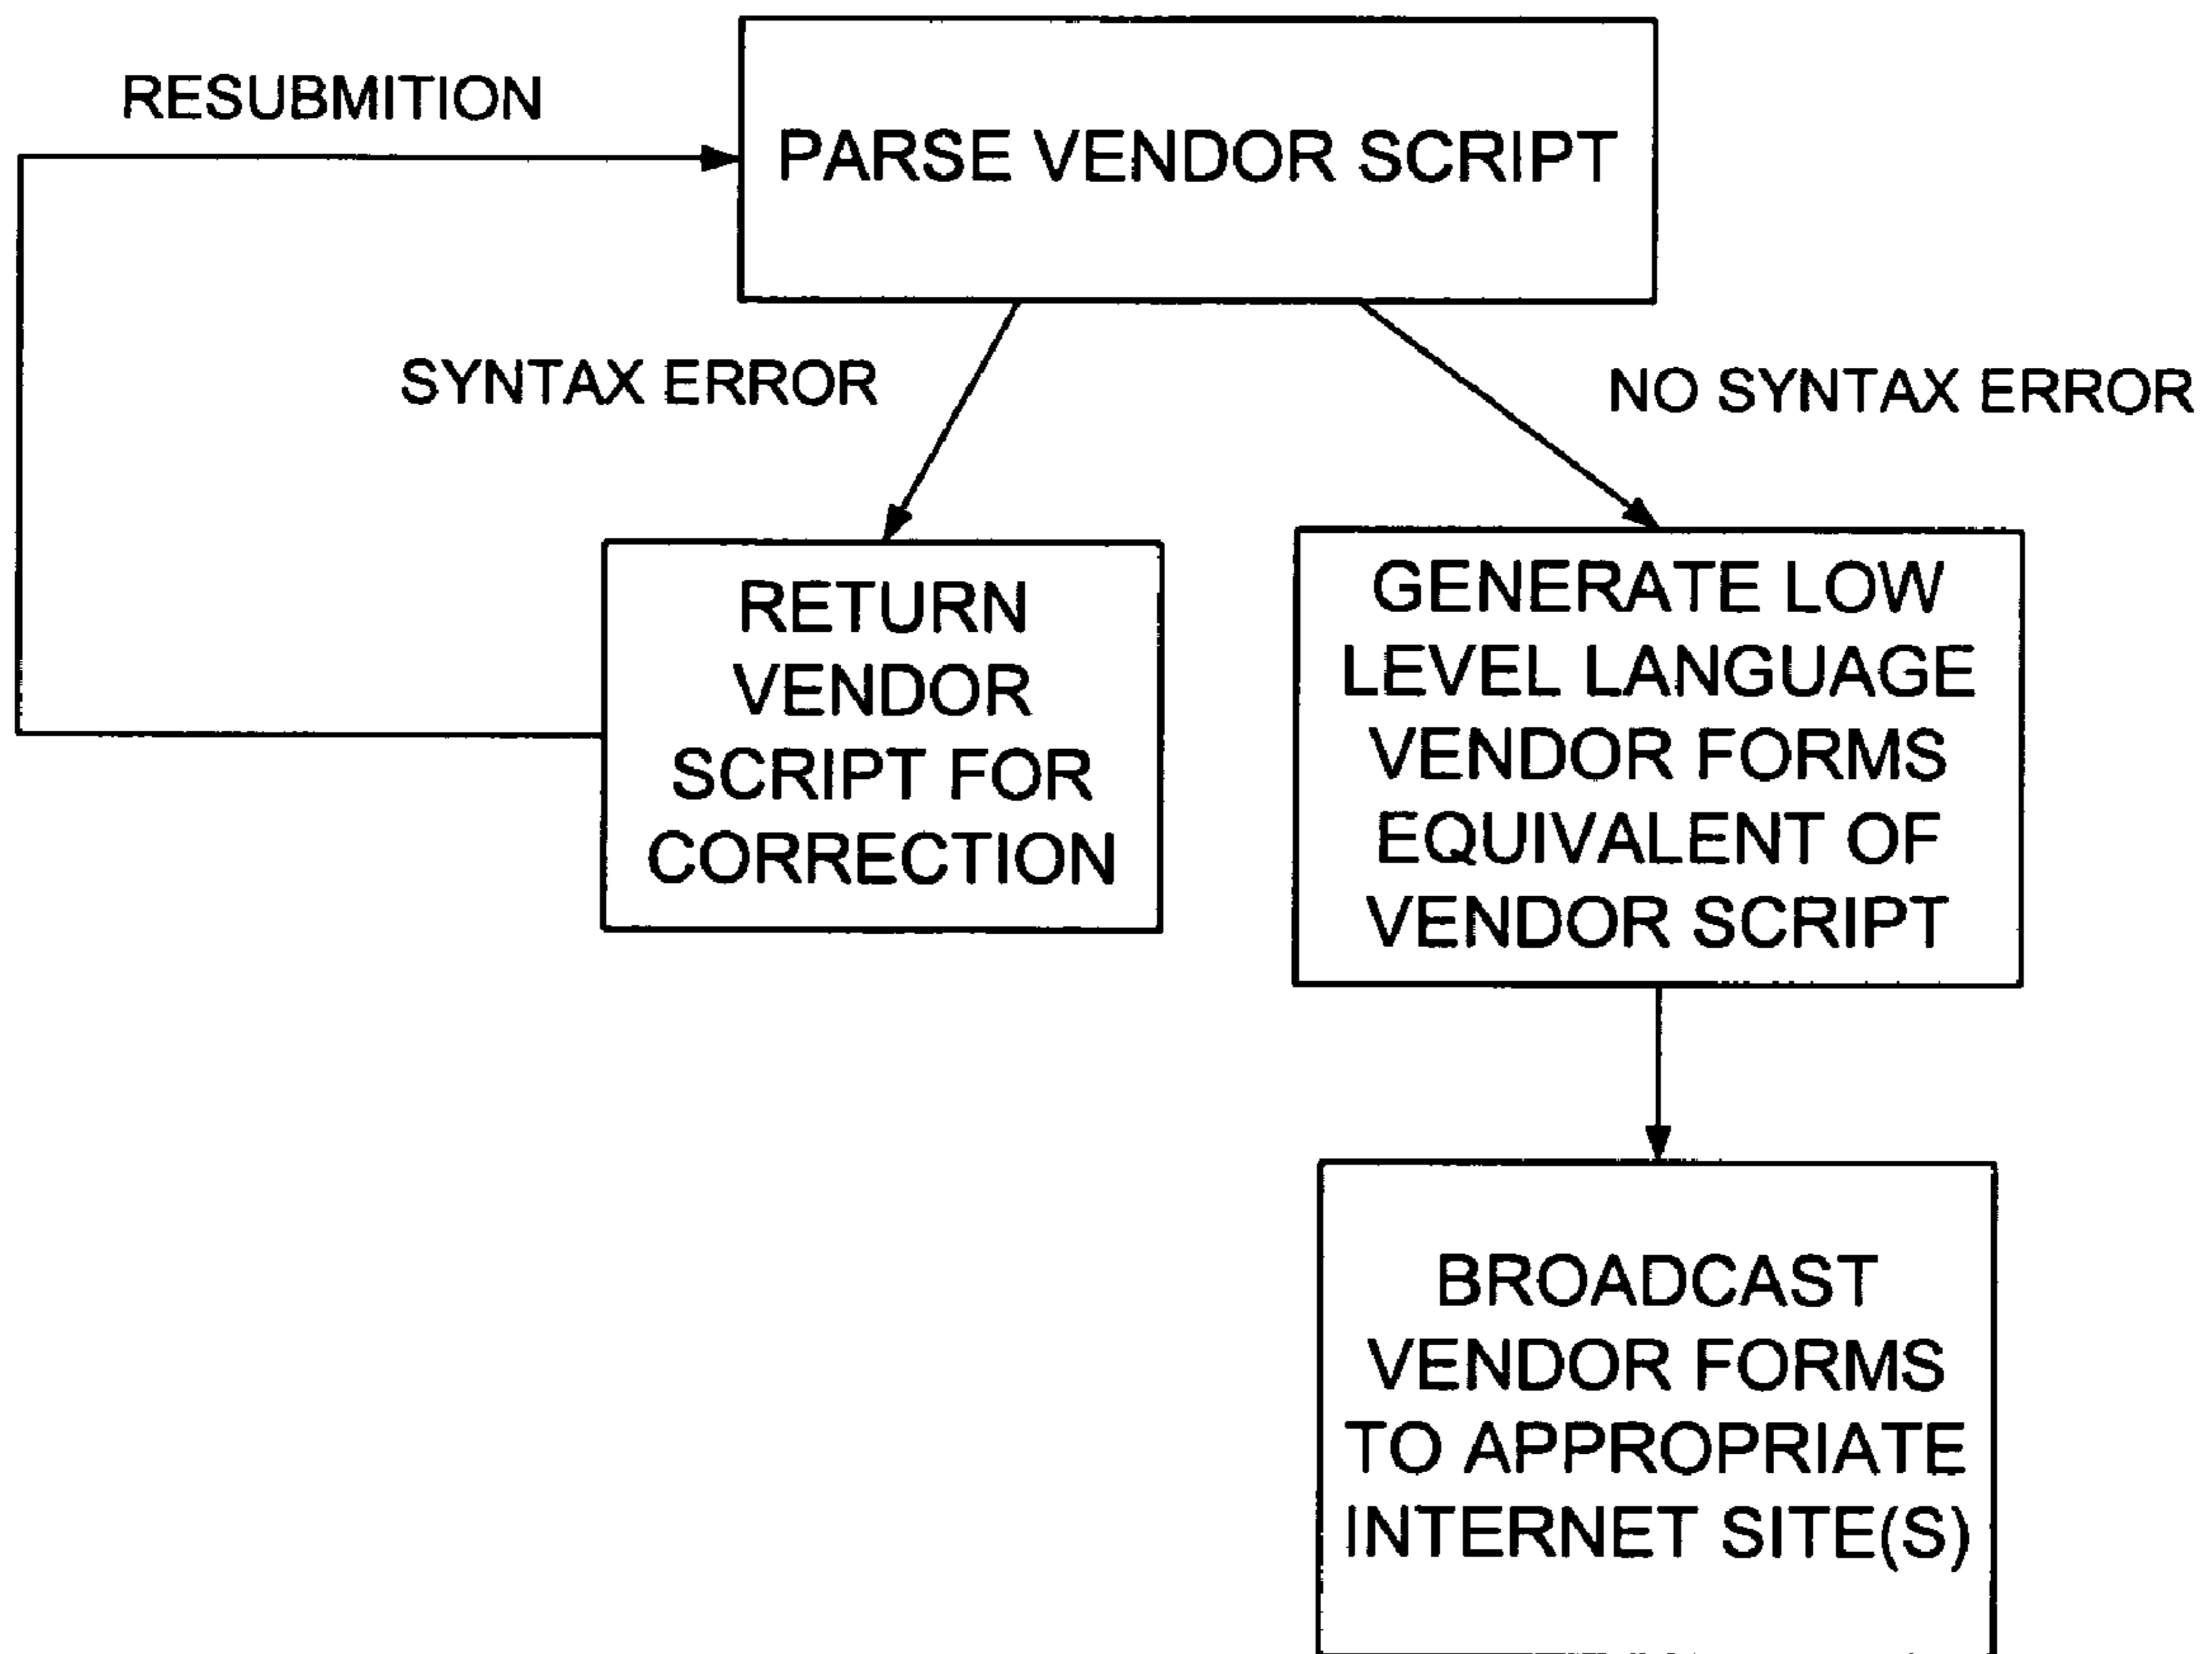 RESUBMITION
PARSE VENDOR SCRIPT
SYNTAX ERROR
NO SYNTAX ERROR
RETURN
VENDOR
SCRIPT FOR
CORRECTION
GENERATE LOW
LEVEL LANGUAGE
VENDOR FORMS
EQUIVALENT OF
VENDOR SCRIPT
BROADCAST
VENDOR FORMS
TO APPROPRIATE
INTERNET SITE(S)